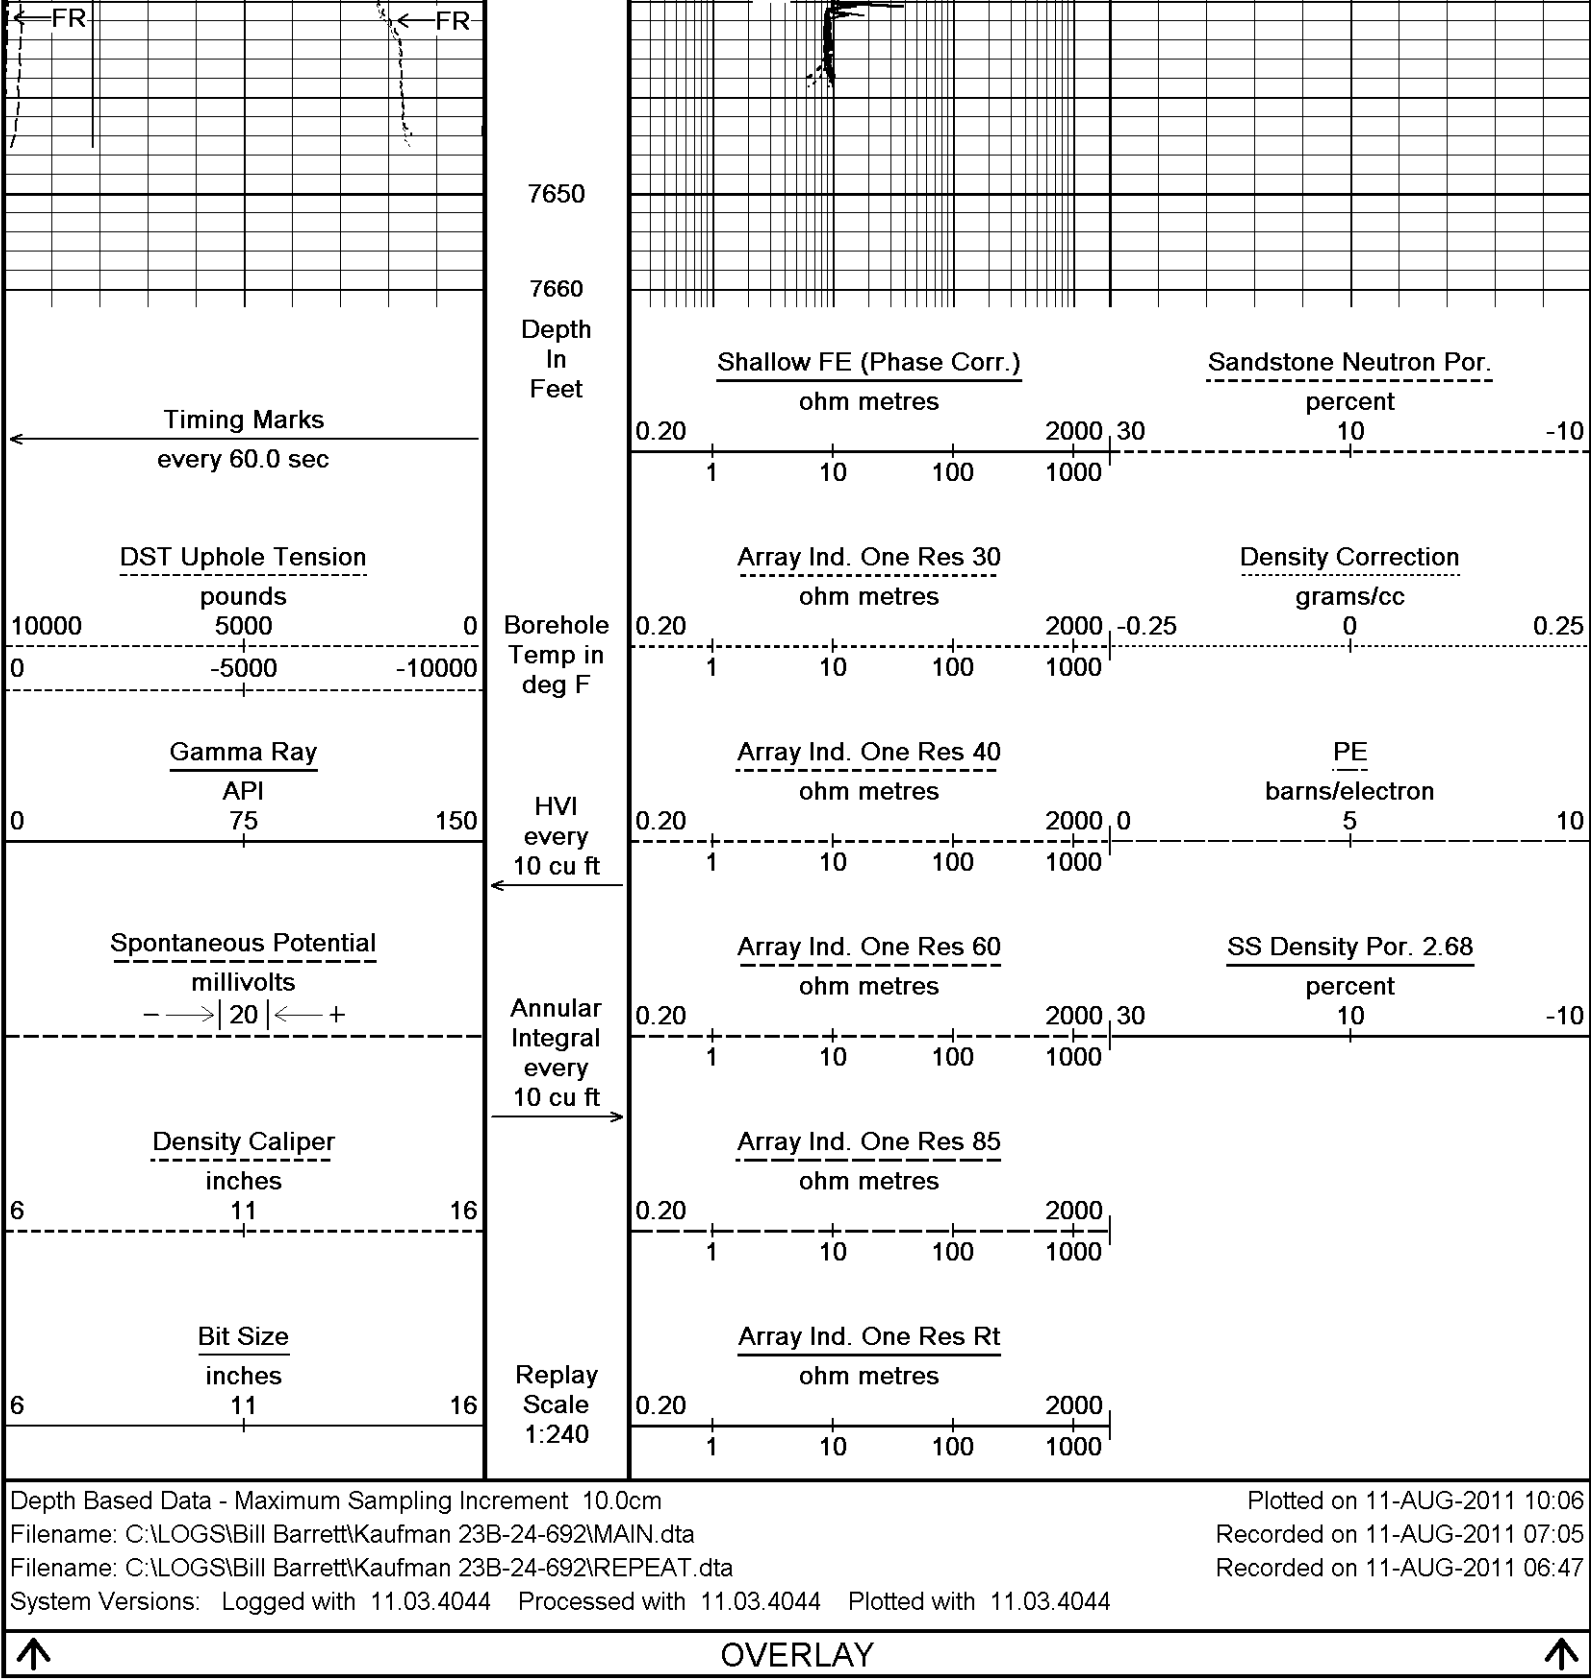 FR
FR
7650
7660
Depth
In
Feet
Timing Marks
every 60.0 sec
DST Uphole Tension
pounds
10000 5000 0
0 -5000 -10000
Gamma Ray
API
0 75 150
Spontaneous Potential
millivolts
− 20 +
Density Caliper
inches
6 11 16
Bit Size
inches
6 11 16
Borehole
Temp in
deg F
HVI
every
10 cu ft
Annular
Integral
every
10 cu ft
Replay
Scale
1:240
Shallow FE (Phase Corr.)
ohm metres
0.20 2000
1 10 100 1000
Array Ind. One Res 30
ohm metres
0.20 2000
1 10 100 1000
Array Ind. One Res 40
ohm metres
0.20 2000
1 10 100 1000
Array Ind. One Res 60
ohm metres
0.20 2000
1 10 100 1000
Array Ind. One Res 85
ohm metres
0.20 2000
1 10 100 1000
Array Ind. One Res Rt
ohm metres
0.20 2000
1 10 100 1000
Sandstone Neutron Por.
percent
30 10 -10
Density Correction
grams/cc
-0.25 0 0.25
PE
barns/electron
0 5 10
SS Density Por. 2.68
percent
30 10 -10
Depth Based Data - Maximum Sampling Increment 10.0cm Plotted on 11-AUG-2011 10:06
Filename: C:\LOGS\Bill Barrett\Kaufman 23B-24-692\MAIN.dta Recorded on 11-AUG-2011 07:05
Filename: C:\LOGS\Bill Barrett\Kaufman 23B-24-692\REPEAT.dta Recorded on 11-AUG-2011 06:47
System Versions: Logged with 11.03.4044 Processed with 11.03.4044 Plotted with 11.03.4044
OVERLAY